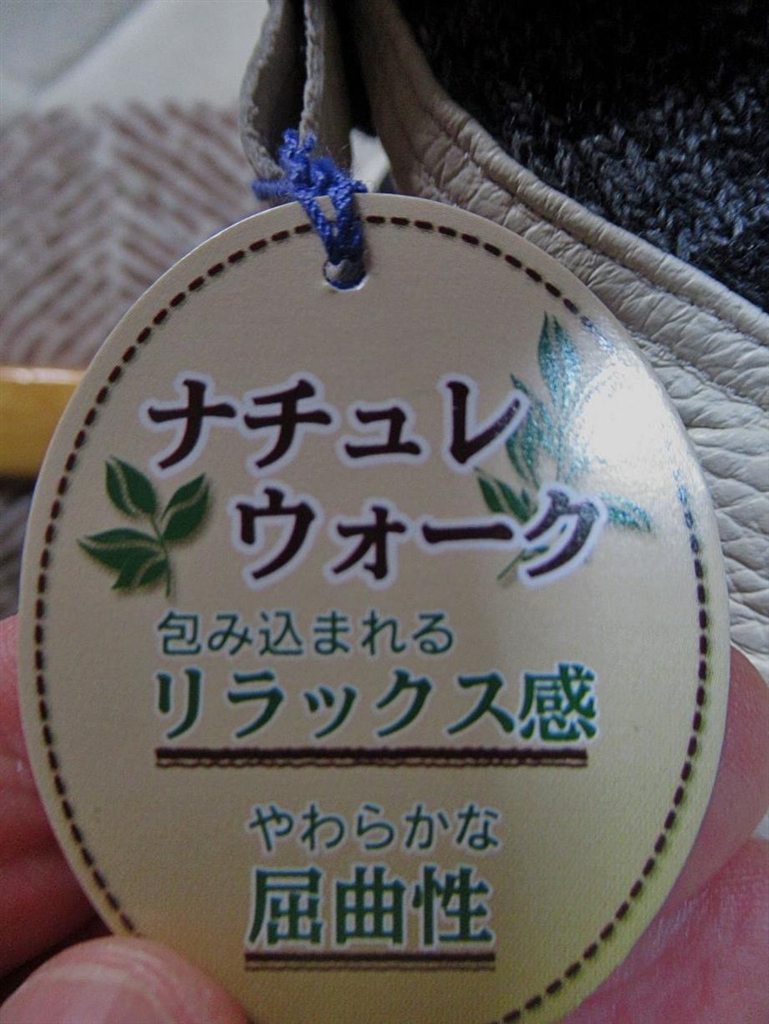 ナチュレ
ウォーク
包み込まれる
リラックス感
やわらかな
屈曲性